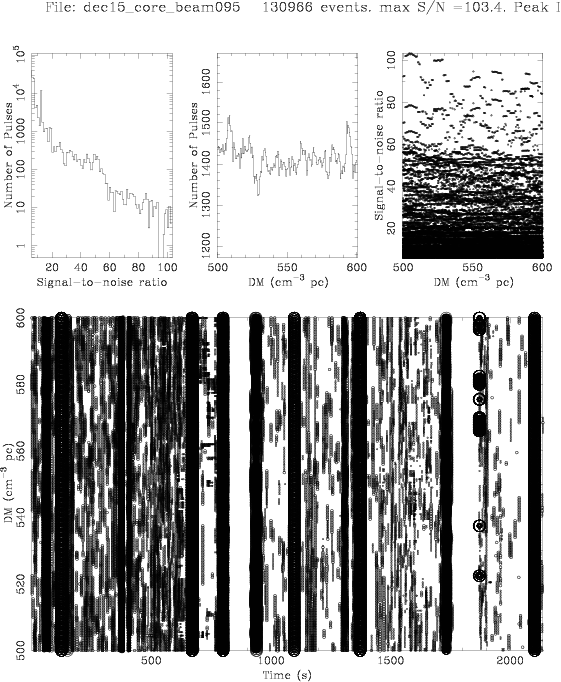 File: dec15_core_beam095 130966 events. max S/N =103.4. Peak
Number of Pulses
10^5
10^4
1000
100
10
1
20 40 60 80 100
Signal-to-noise ratio
Number of Pulses
1600
1500
1400
1300
1200
500 550 600
DM (cm^-3 pc)
Signal-to-noise ratio
100
80
60
40
20
500 550 600
DM (cm^-3 pc)
DM (cm^-3 pc)
600
580
560
540
520
500
500 1000 1500 2000
Time (s)